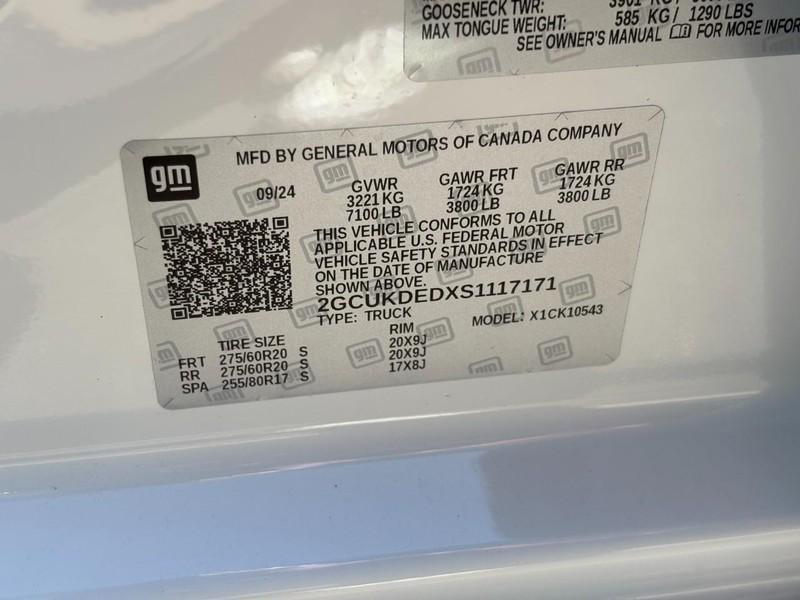 GOOSENECK TWR:
MAX TONGUE WEIGHT: 585 KG / 1290 LBS
SEE OWNER'S MANUAL FOR MORE
gm
MFD BY GENERAL MOTORS OF CANADA COMPANY
09/24 GVWR GAWR FRT GAWR RR
3221 KG 1724 KG 1724 KG
7100 LB 3800 LB 3800 LB
THIS VEHICLE CONFORMS TO ALL
APPLICABLE U.S. FEDERAL MOTOR
VEHICLE SAFETY STANDARDS IN EFFECT
ON THE DATE OF MANUFACTURE
SHOWN ABOVE.
2GCUKDEDXS1117171
TYPE: TRUCK MODEL: X1CK10543
TIRE SIZE RIM
FRT 275/60R20 S 20X9J
RR 275/60R20 S 20X9J
SPA 255/80R17 S 17X8J